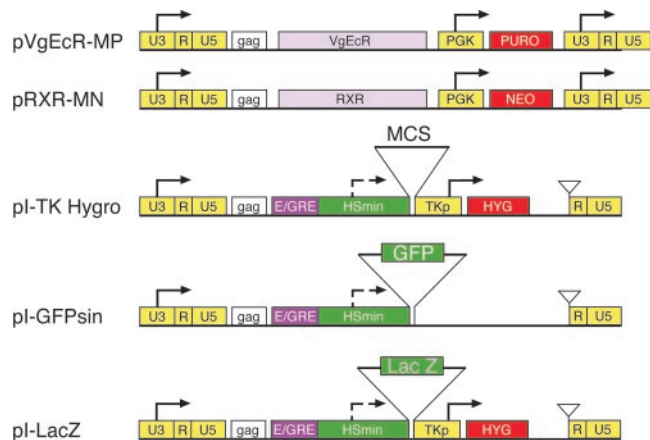 pVgEcR-MP U3 R U5 gag VgEcR PGK PURO U3 R U5
pRXR-MN U3 R U5 gag RXR PGK NEO U3 R U5
MCS
pI-TK Hygro U3 R U5 gag E/GRE HSmin TKp HYG R U5
GFP
pI-GFPsin U3 R U5 gag E/GRE HSmin R U5
Lac Z
pI-LacZ U3 R U5 gag E/GRE HSmin TKp HYG R U5